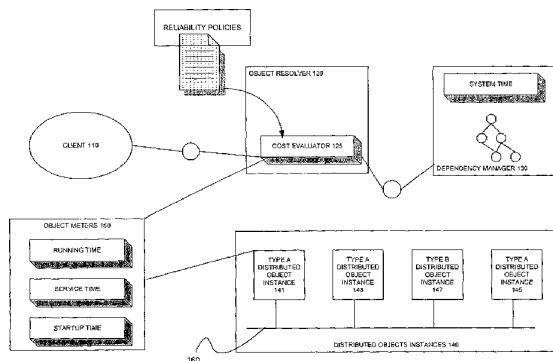 RELIABILITY POLICIES
OBJECT RESOLVER 120
SYSTEM TIME
CLIENT 110
COST EVALUATOR 125
DEPENDENCY MANAGER 130
OBJECT METERS 150
RUNNING TIME
SERVICE TIME
STARTUP TIME
TYPE A
DISTRIBUTED
OBJECT
INSTANCE
141
TYPE A
DISTRIBUTED
OBJECT
INSTANCE
143
TYPE B
DISTRIBUTED
OBJECT
INSTANCE
147
TYPE A
DISTRIBUTED
OBJECT
INSTANCE
145
DISTRIBUTED OBJECTS INSTANCES 140
160